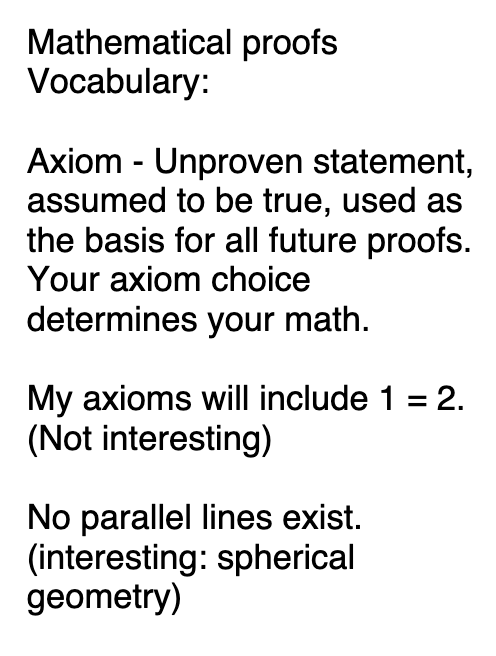 Mathematical proofs
Vocabulary:
Axiom - Unproven statement,
assumed to be true, used as
the basis for all future proofs.
Your axiom choice
determines your math.
My axioms will include 1 = 2.
(Not interesting)
No parallel lines exist.
(interesting: spherical
geometry)